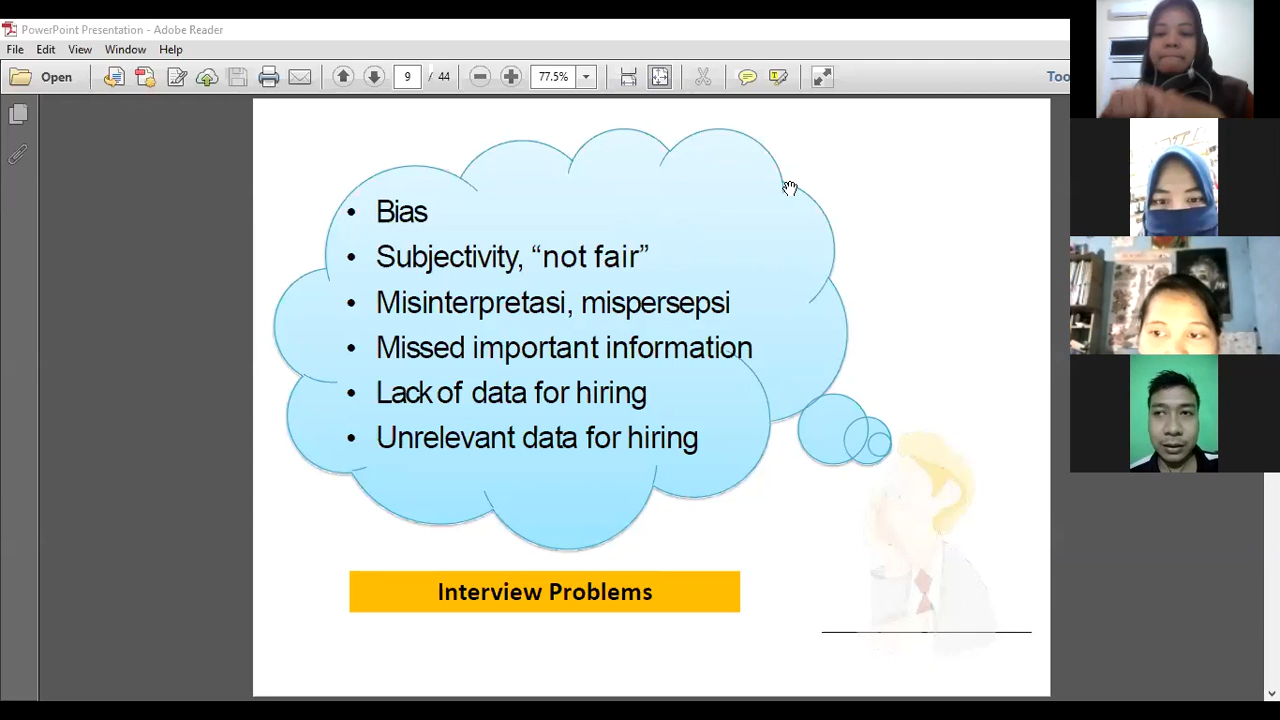 PowerPoint Presentation - Adobe Reader
File Edit View Window Help
Open 9 / 44 77.5% Too
• Bias
• Subjectivity, “not fair”
• Misinterpretasi, mispersepsi
• Missed important information
• Lack of data for hiring
• Unrelevant data for hiring
Interview Problems